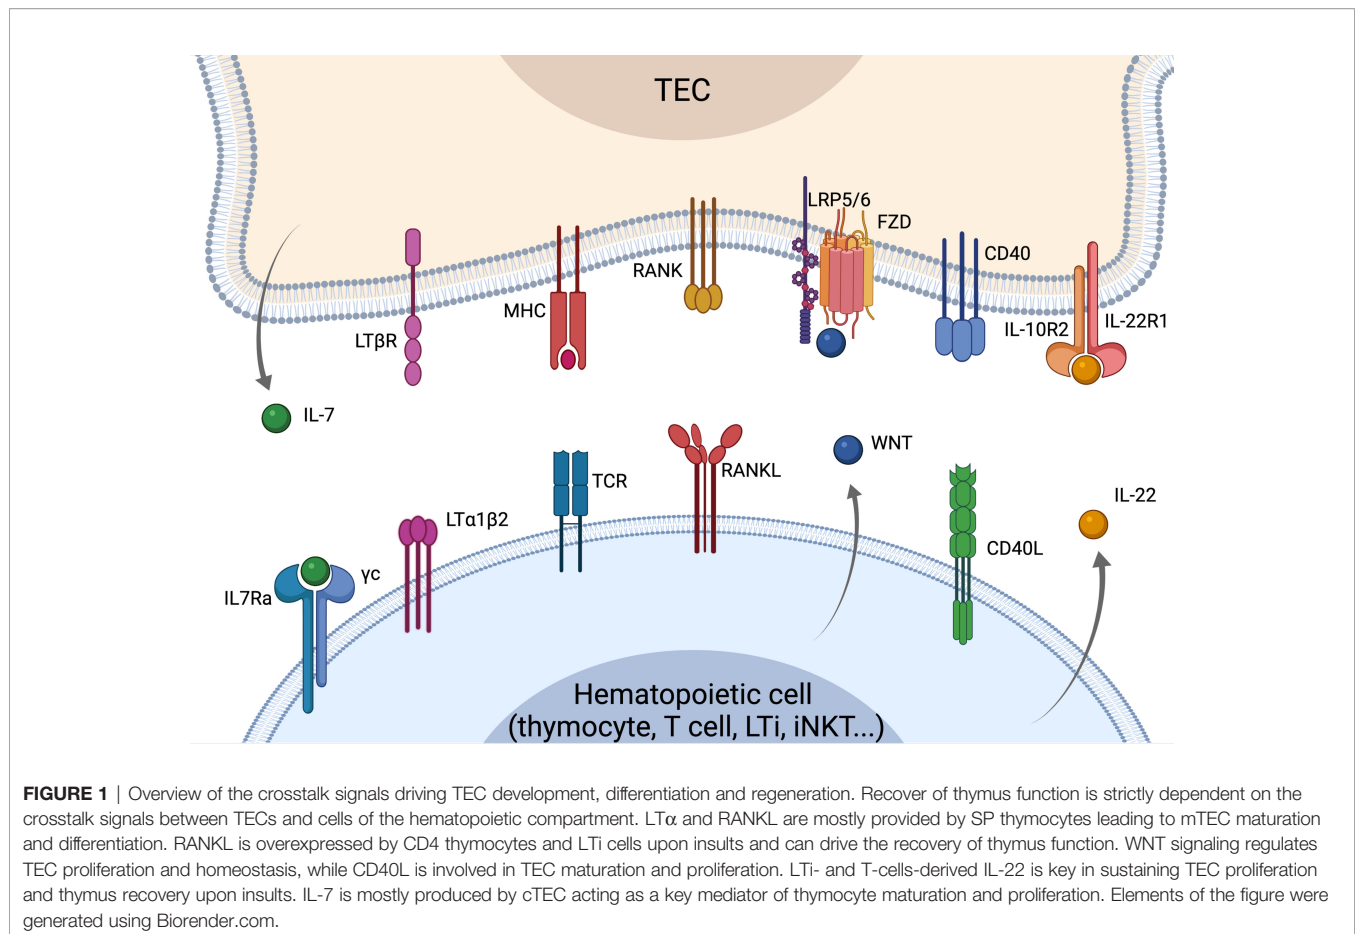 TEC
LRP5/6
FZD
CD40
RANK
MHC
LTβR
IL-10R2
IL-22R1
IL-7
WNT
TCR
RANKL
IL-22
LTα1β2
CD40L
γc
IL7Ra
Hematopoietic cell
(thymocyte, T cell, LTi, iNKT...)
FIGURE 1 | Overview of the crosstalk signals driving TEC development, differentiation and regeneration. Recover of thymus function is strictly dependent on the
crosstalk signals between TECs and cells of the hematopoietic compartment. LTα and RANKL are mostly provided by SP thymocytes leading to mTEC maturation
and differentiation. RANKL is overexpressed by CD4 thymocytes and LTi cells upon insults and can drive the recovery of thymus function. WNT signaling regulates
TEC proliferation and homeostasis, while CD40L is involved in TEC maturation and proliferation. LTi- and T-cells-derived IL-22 is key in sustaining TEC proliferation
and thymus recovery upon insults. IL-7 is mostly produced by cTEC acting as a key mediator of thymocyte maturation and proliferation. Elements of the figure were
generated using Biorender.com.